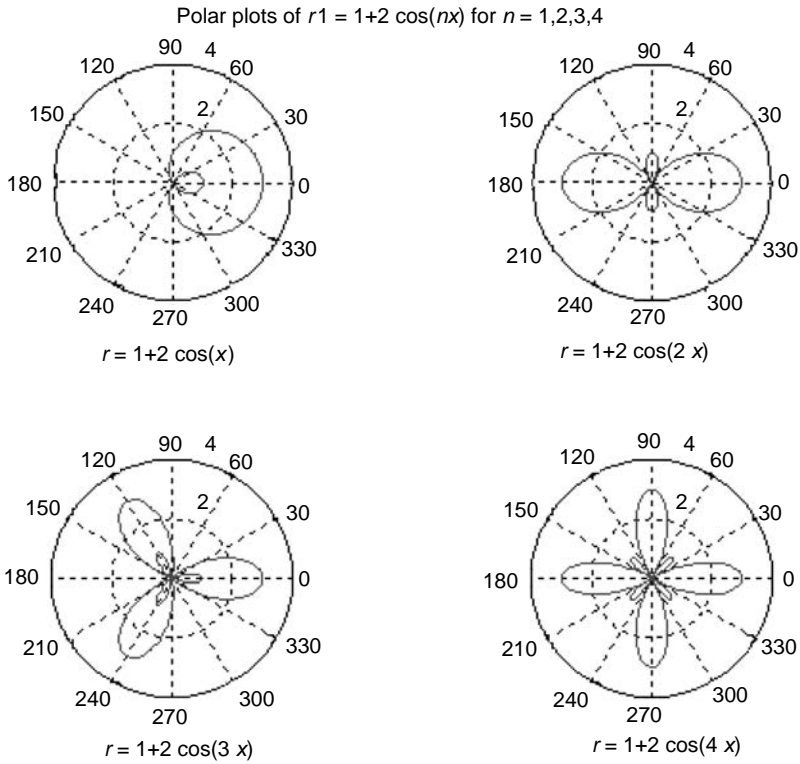 Polar plots of r1 = 1+2 cos(nx) for n = 1,2,3,4
90 4
120 60
150 2 30
180 0
210 330
240 300
270
r = 1+2 cos(x)
90 4
120 60
150 2 30
180 0
210 330
240 300
270
r = 1+2 cos(2 x)
90 4
120 60
150 2 30
180 0
210 330
240 300
270
r = 1+2 cos(3 x)
90 4
120 60
150 2 30
180 0
210 330
240 300
270
r = 1+2 cos(4 x)